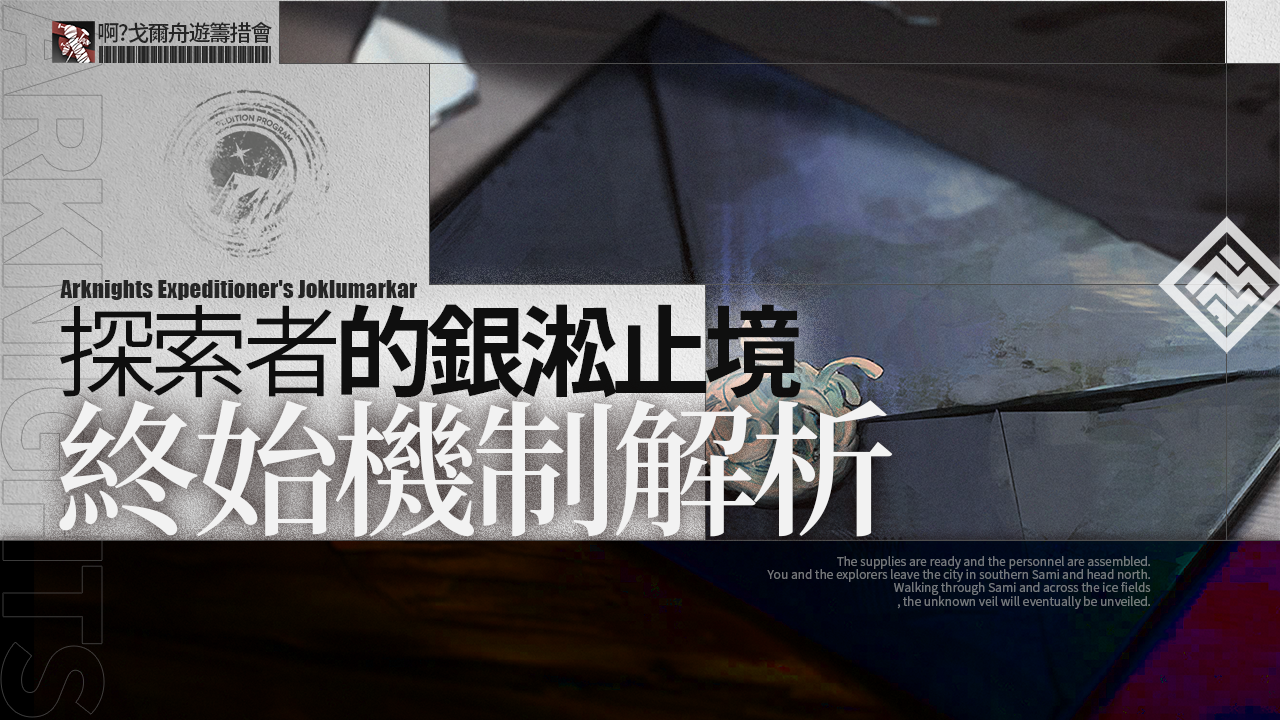 啊?戈爾舟遊籌措會
DITION PROGRAM
ARKNIGHTS
Arknights Expeditioner's Joklumarkar
探索者的銀淞止境
終始機制解析
The supplies are ready and the personnel are assembled.
You and the explorers leave the city in southern Sami and head north.
Walking through Sami and across the ice fields
, the unknown veil will eventually be unveiled.